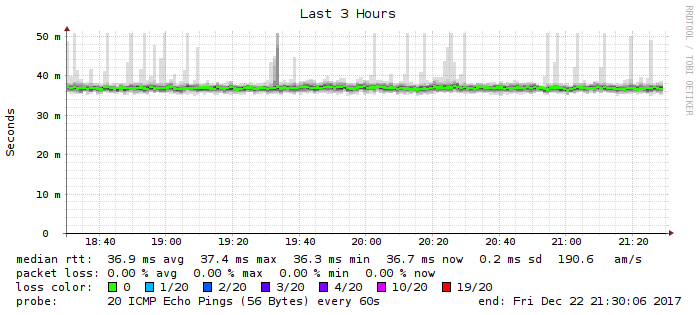 Last 3 Hours
RRDTOOL / TOBI OETIKER
Seconds
50 m
40 m
30 m
20 m
10 m
0
18:40 19:00 19:20 19:40 20:00 20:20 20:40 21:00 21:20
median rtt: 36.9 ms avg 37.4 ms max 36.3 ms min 36.7 ms now 0.2 ms sd 190.6 am/s
packet loss: 0.00 % avg 0.00 % max 0.00 % min 0.00 % now
loss color: 0 1/20 2/20 3/20 4/20 10/20 19/20
probe: 20 ICMP Echo Pings (56 Bytes) every 60s end: Fri Dec 22 21:30:06 2017